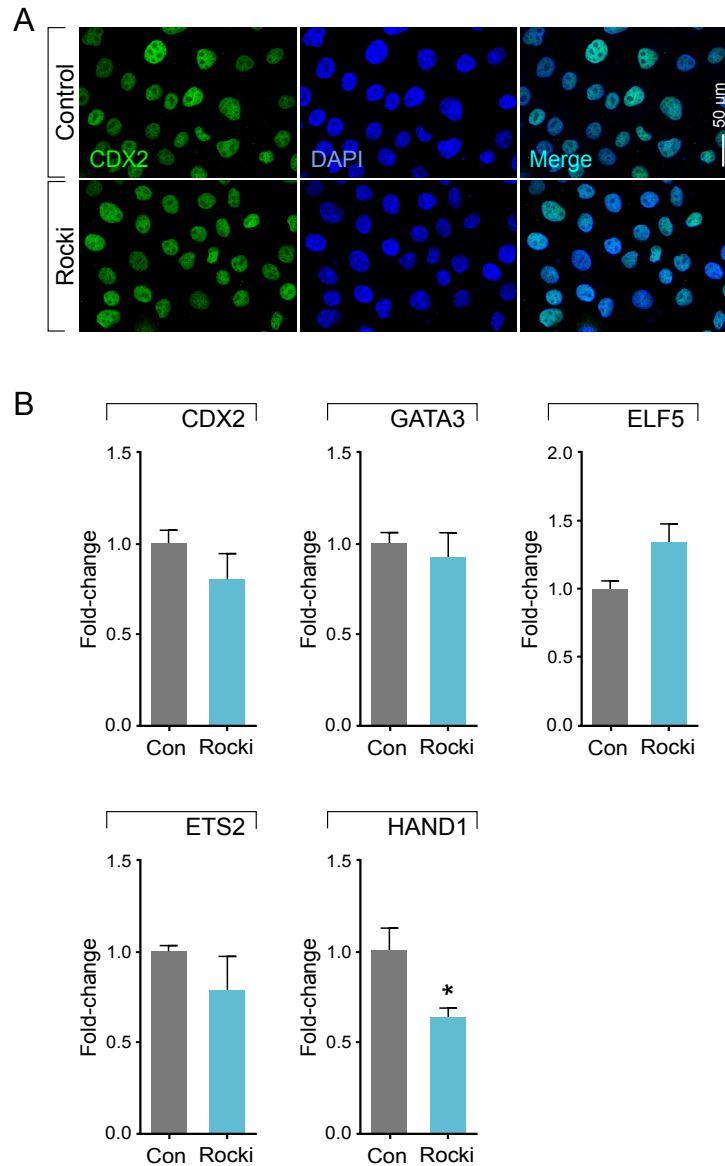 A
Control
CDX2
DAPI
Merge
50 um
Rocki
B
CDX2
GATA3
ELF5
Fold-change
1.5
1.0
0.5
0.0
Con Rocki
Fold-change
1.5
1.0
0.5
0.0
Con Rocki
Fold-change
2.0
1.5
1.0
0.5
0.0
Con Rocki
ETS2
HAND1
Fold-change
1.5
1.0
0.5
0.0
Con Rocki
Fold-change
1.5
1.0
0.5
0.0
*
Con Rocki